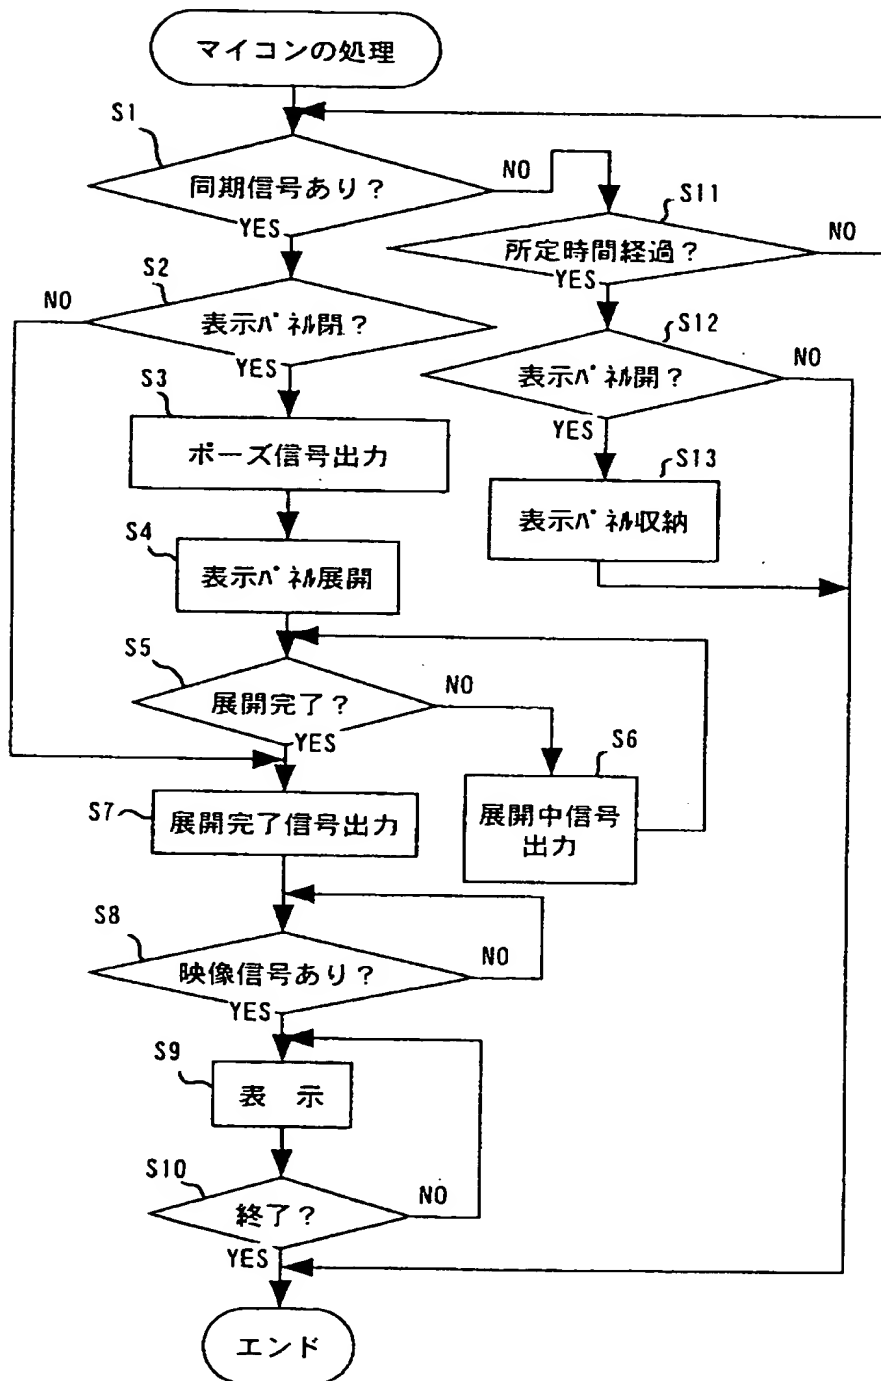 マイコンの処理
S1
同期信号あり？
NO
YES
S11
所定時間経過？
NO
YES
S2
NO
表示ﾊﾟﾈﾙ閉？
YES
S12
表示ﾊﾟﾈﾙ開？
NO
YES
S3
ポーズ信号出力
S13
表示ﾊﾟﾈﾙ収納
S4
表示ﾊﾟﾈﾙ展開
S5
展開完了？
NO
YES
S6
展開中信号
出力
S7
展開完了信号出力
S8
映像信号あり？
NO
YES
S9
表 示
S10
終了？
NO
YES
エンド